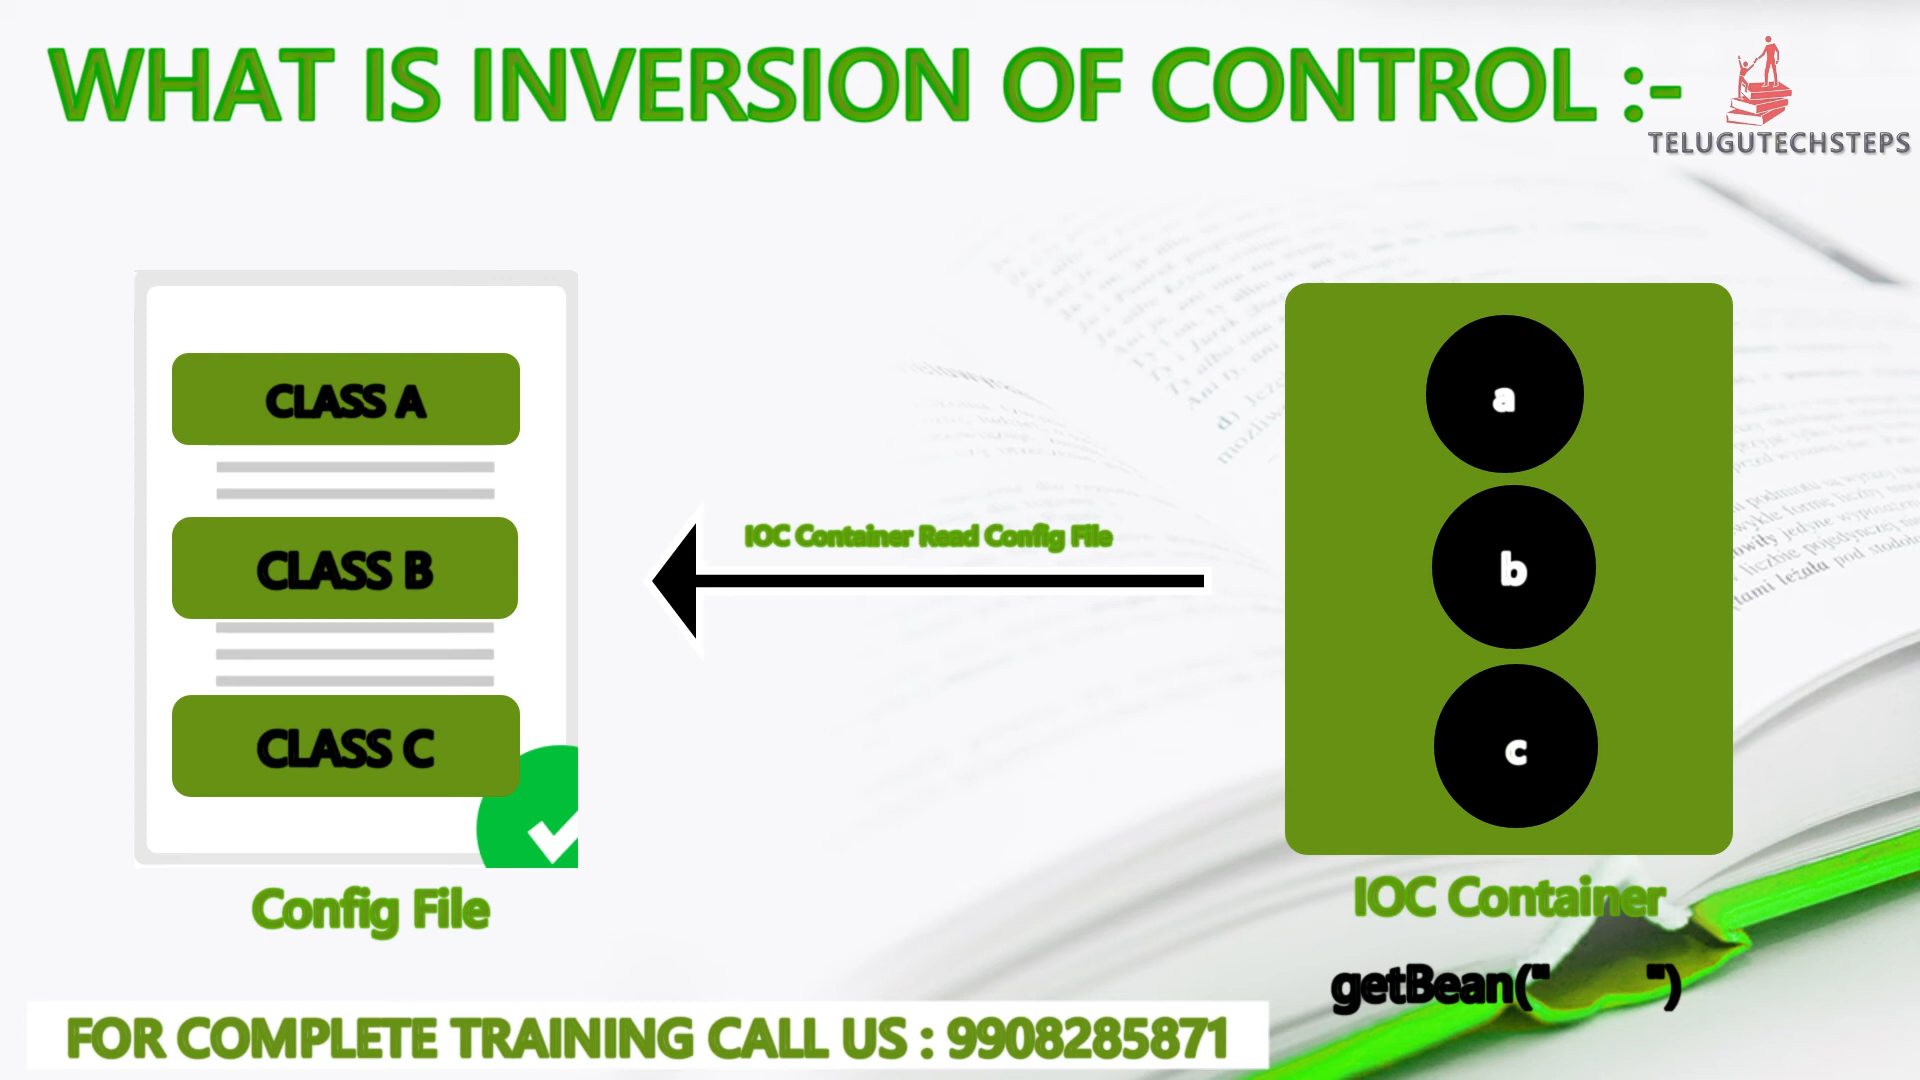 WHAT IS INVERSION OF CONTROL :-
TELUGUTECHSTEPS
CLASS A
CLASS B
CLASS C
Config File
IOC Container Read Config File
a
b
c
IOC Container
getBean(" ")
FOR COMPLETE TRAINING CALL US : 9908285871